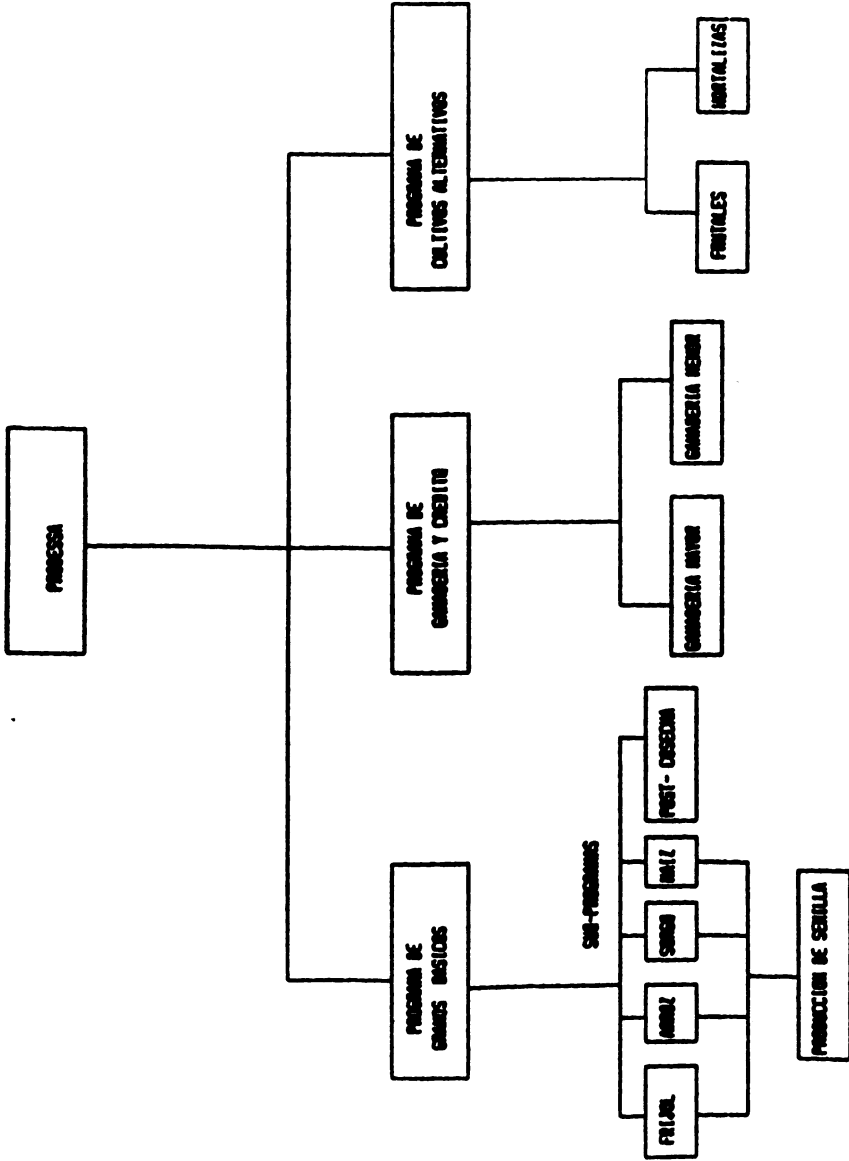 PRODESSA
PROGRAMA DE
GRANOS BASICOS
PROGRAMA DE
GANADERIA Y CREDITO
PROGRAMA DE
CULTIVOS ALTERNATIVOS
SUB-PROGRAMAS
FRIJOL
ARROZ
SORGO
MAIZ
POST- COSECHA
GANADERIA MAYOR
GANADERIA MENOR
FRUTALES
HORTALIZAS
PRODUCCION DE SEMILLA